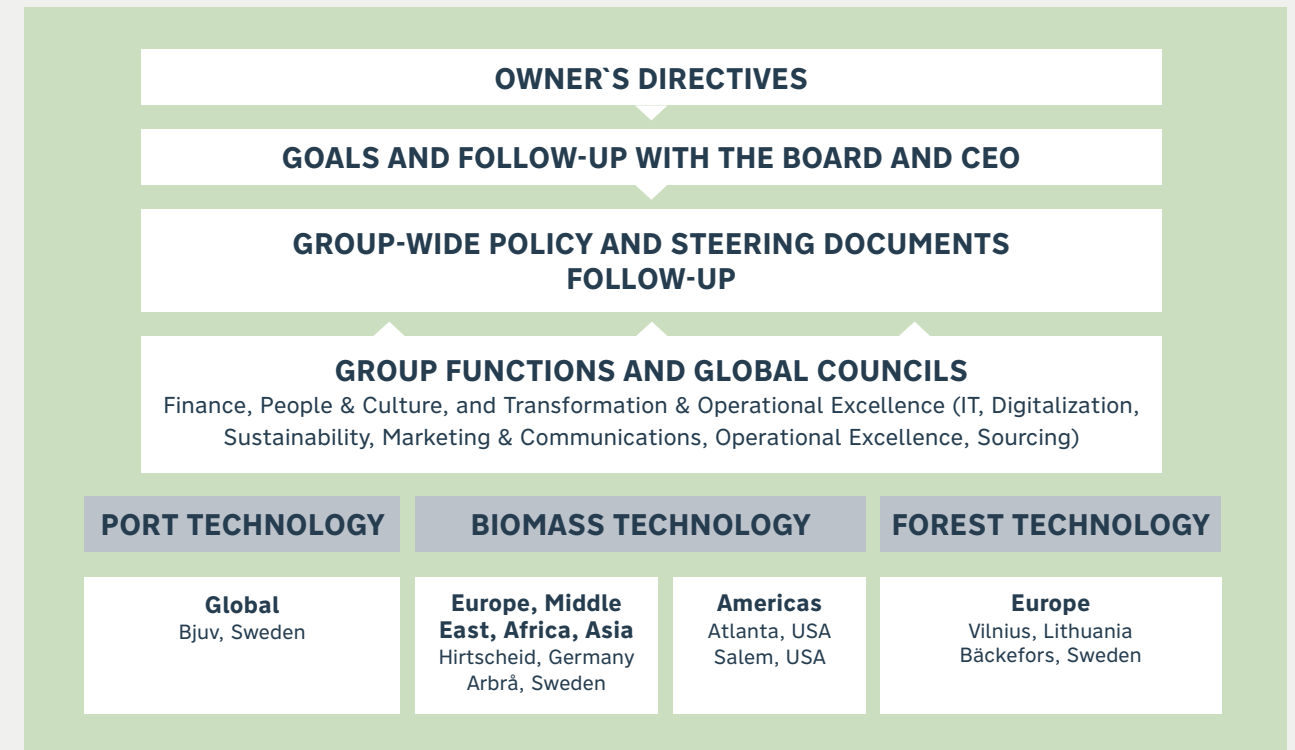 OWNER`S DIRECTIVES
GOALS AND FOLLOW-UP WITH THE BOARD AND CEO
GROUP-WIDE POLICY AND STEERING DOCUMENTS
FOLLOW-UP
GROUP FUNCTIONS AND GLOBAL COUNCILS
Finance, People & Culture, and Transformation & Operational Excellence (IT, Digitalization,
Sustainability, Marketing & Communications, Operational Excellence, Sourcing)
PORT TECHNOLOGY
BIOMASS TECHNOLOGY
FOREST TECHNOLOGY
Global
Bjuv, Sweden
Europe, Middle
East, Africa, Asia
Hirtscheid, Germany
Arbrå, Sweden
Americas
Atlanta, USA
Salem, USA
Europe
Vilnius, Lithuania
Bäckefors, Sweden